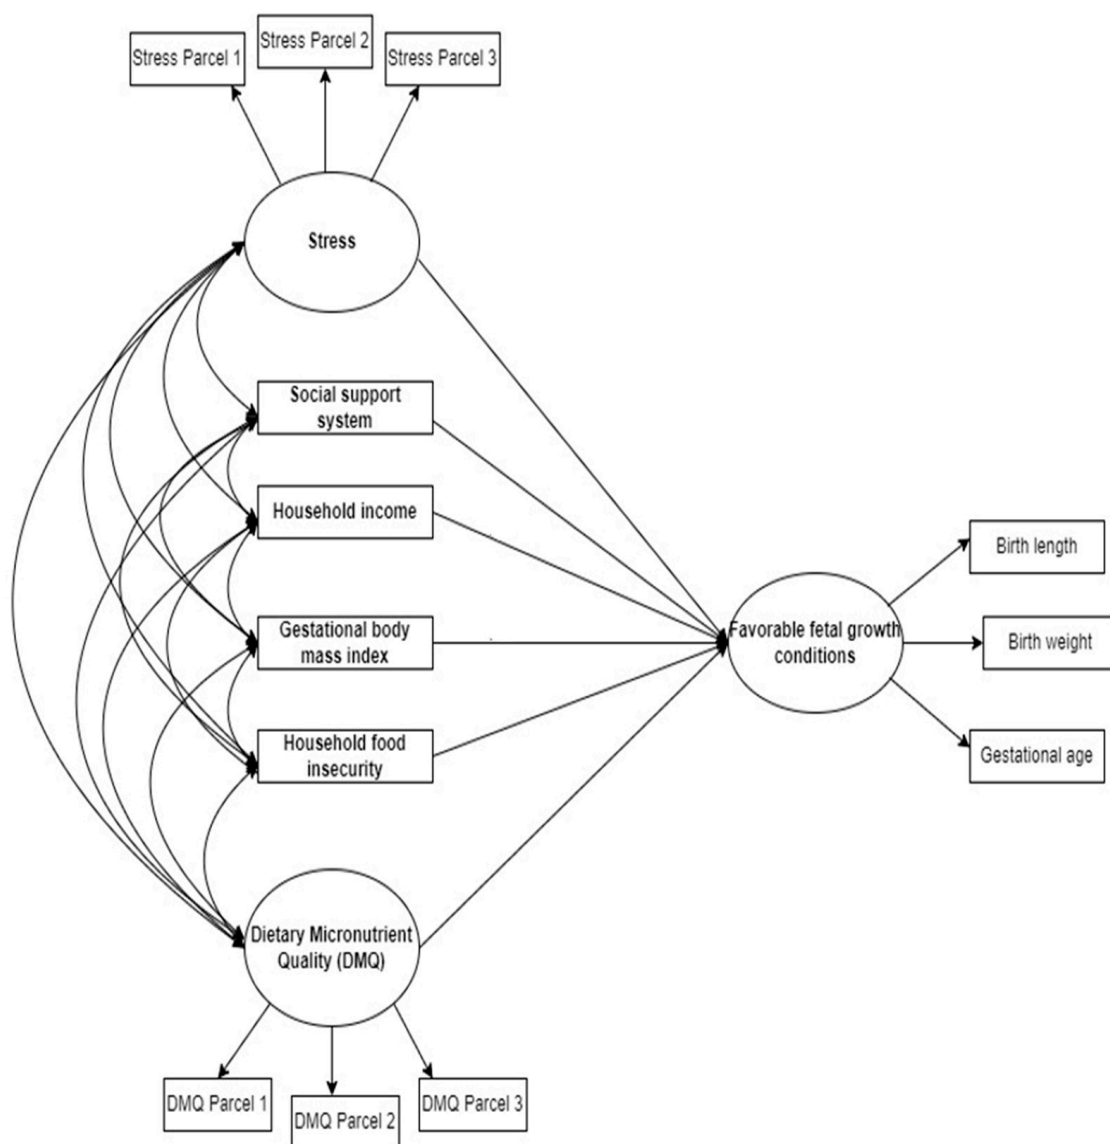 Stress Parcel 1
Stress Parcel 2
Stress Parcel 3
Stress
Social support
system
Household income
Gestational body
mass index
Household food
insecurity
Dietary Micronutrient
Quality (DMQ)
DMQ Parcel 1
DMQ Parcel 2
DMQ Parcel 3
Favorable fetal growth
conditions
Birth length
Birth weight
Gestational age